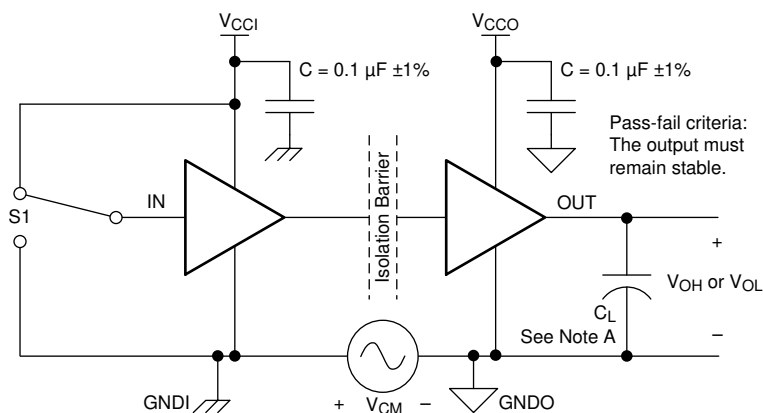 VCCI
VCCO
C = 0.1 µF ±1%
C = 0.1 µF ±1%
Pass-fail criteria:
The output must
remain stable.
S1
IN
Isolation Barrier
OUT
+
VOH or VOL
CL
See Note A
–
GNDI
+ VCM –
GNDO